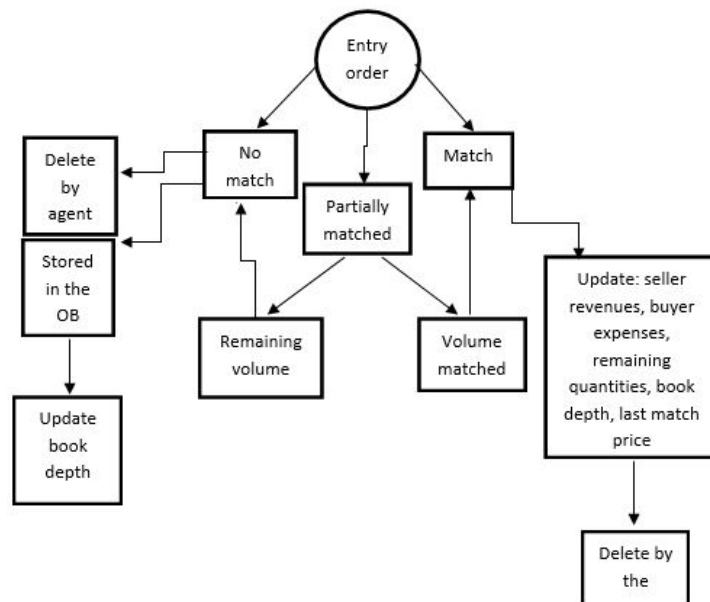 Entry
order
Delete
by
agent
No
match
Match
Partially
matched
Stored
in the
OB
Update: seller
revenues, buyer
expenses,
remaining
quantities, book
depth, last match
price
Remaining
volume
Volume
matched
Update
book
depth
Delete by
the